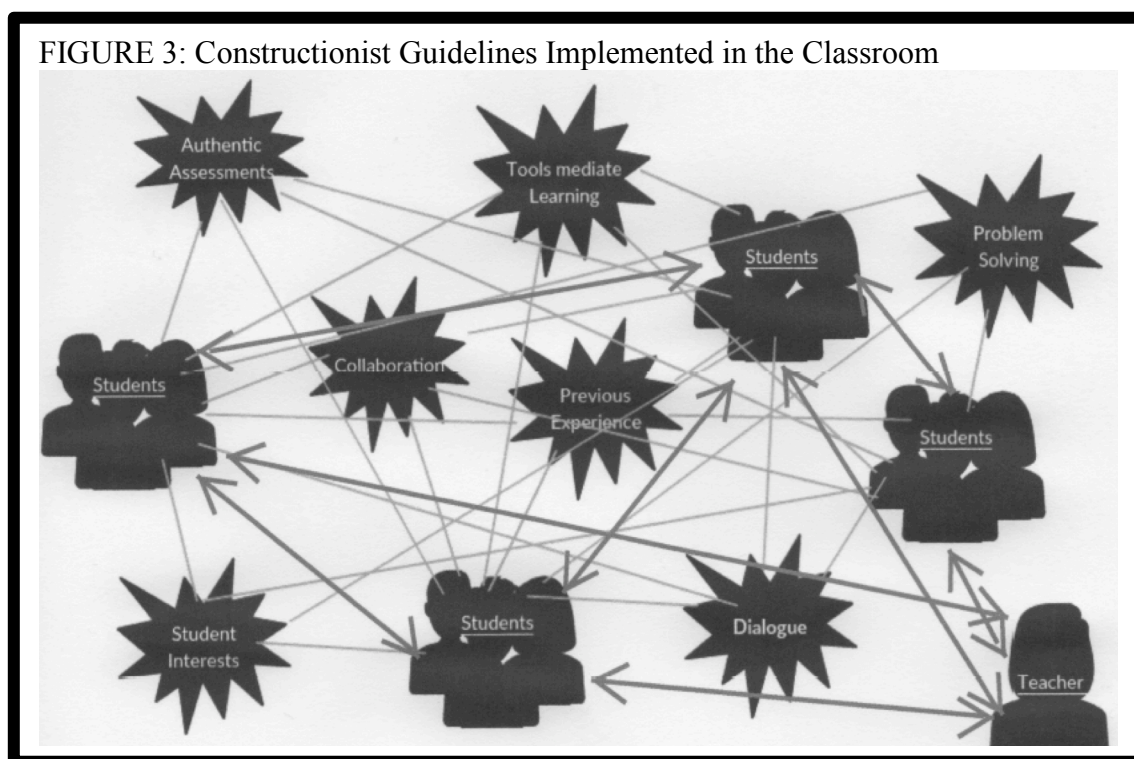 FIGURE 3: Constructionist Guidelines Implemented in the Classroom
Authentic
Assessments
Tools mediate
Learning
Students
Problem
Solving
Students
Collaboration
Previous
Experience
Students
Student
Interests
Students
Dialogue
Teacher